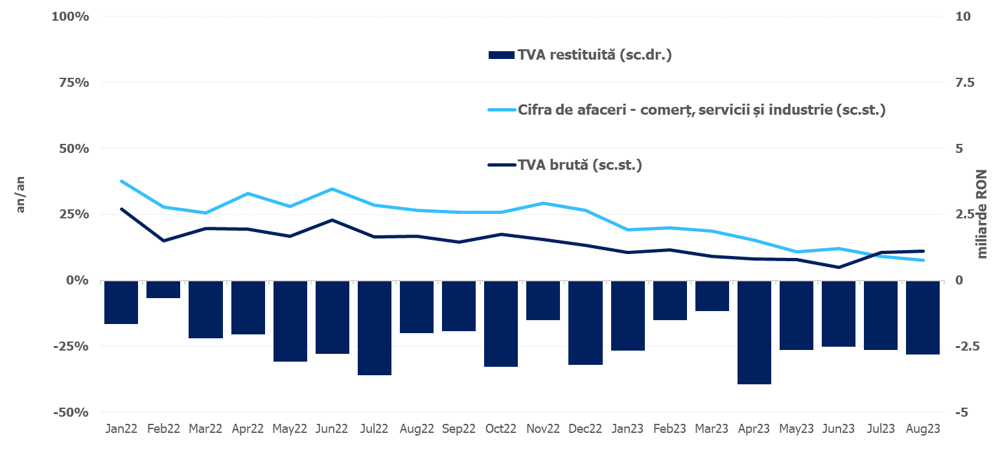 100%
75%
50%
25%
0%
-25%
-50%
an/an
TVA restituită (sc.dr.)
Cifra de afaceri - comerț, servicii și industrie (sc.st.)
TVA brută (sc.st.)
10
7.5
5
2.5
0
-2.5
-5
miliarde RON
Jan22 Feb22 Mar22 Apr22 May22 Jun22 Jul22 Aug22 Sep22 Oct22 Nov22 Dec22 Jan23 Feb23 Mar23 Apr23 May23 Jun23 Jul23 Aug23